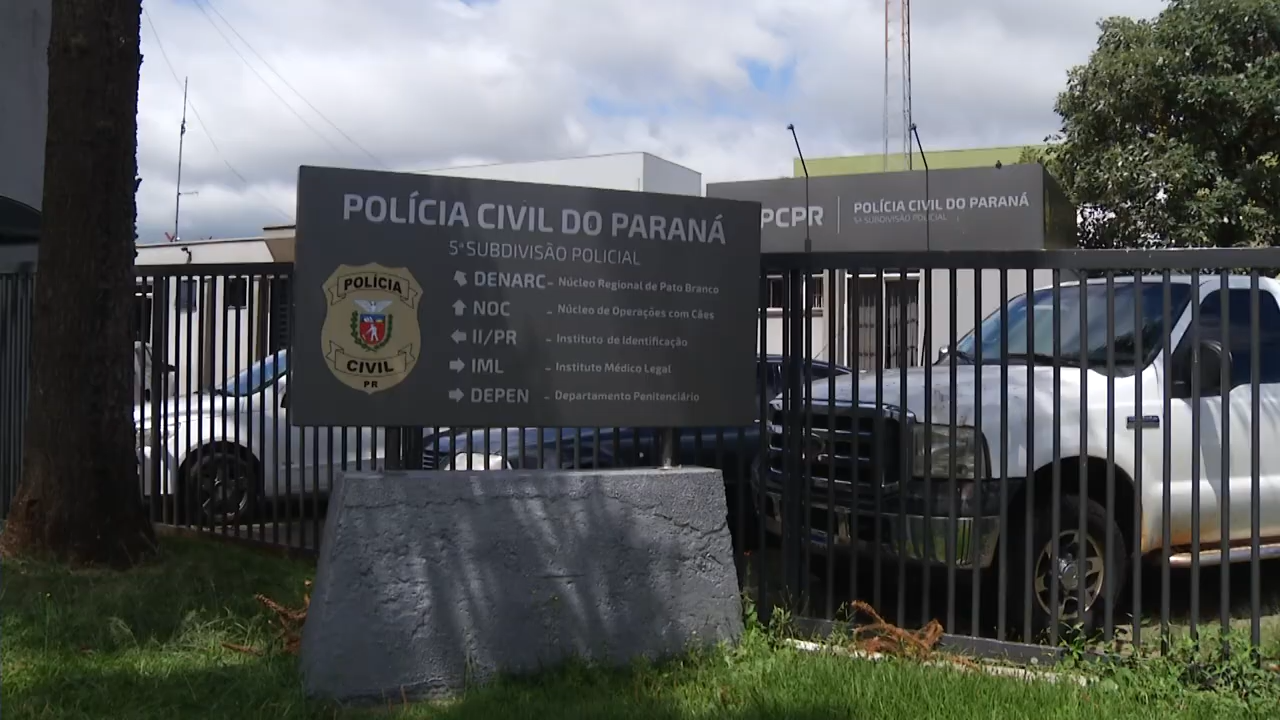 POLÍCIA CIVIL DO PARANÁ
5ª SUBDIVISÃO POLICIAL
DENARC - Núcleo Regional de Pato Branco
NOC - Núcleo de Operações com Cães
II/PR - Instituto de Identificação
IML - Instituto Médico Legal
DEPEN - Departamento Penitenciário
POLÍCIA
CIVIL
PR
PCPR
POLÍCIA CIVIL DO PARANÁ
5ª SUBDIVISÃO POLICIAL